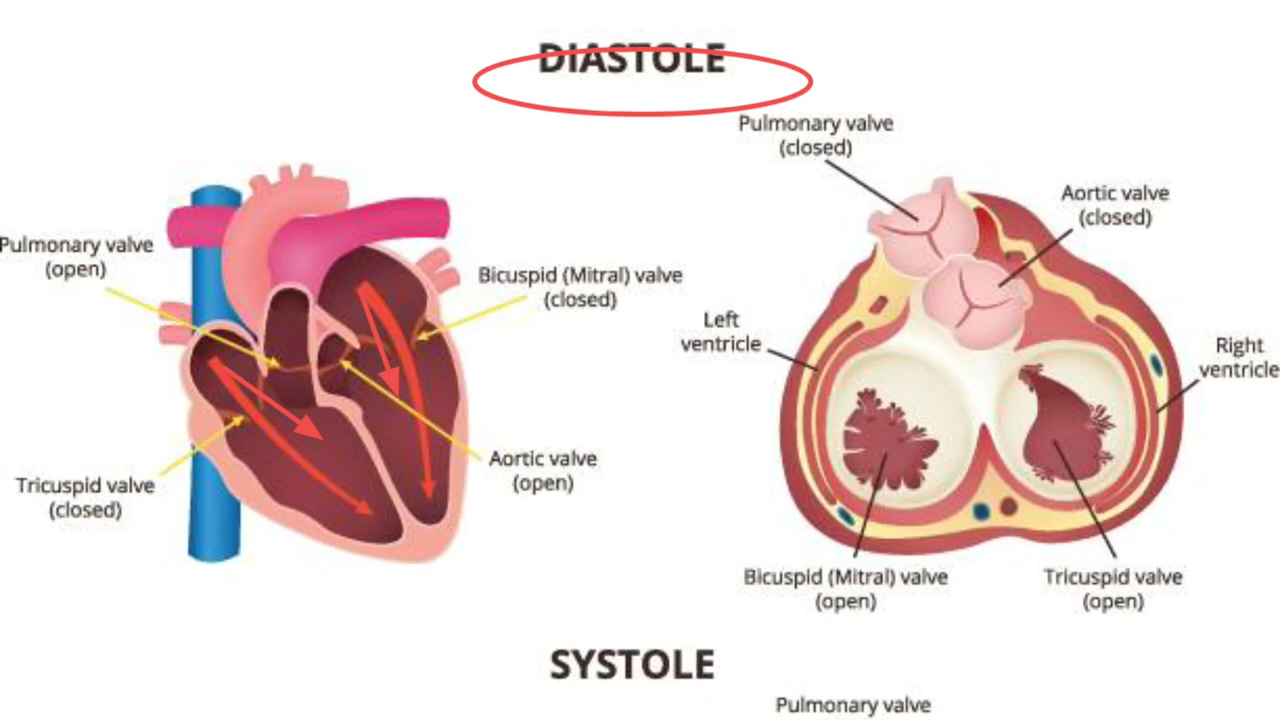 DIASTOLE
Pulmonary valve
(closed)
Aortic valve
(closed)
Pulmonary valve
(open)
Bicuspid (Mitral) valve
(closed)
Left
ventricle
Right
ventricle
Aortic valve
(open)
Tricuspid valve
(closed)
Bicuspid (Mitral) valve
(open)
Tricuspid valve
(open)
SYSTOLE
Pulmonary valve